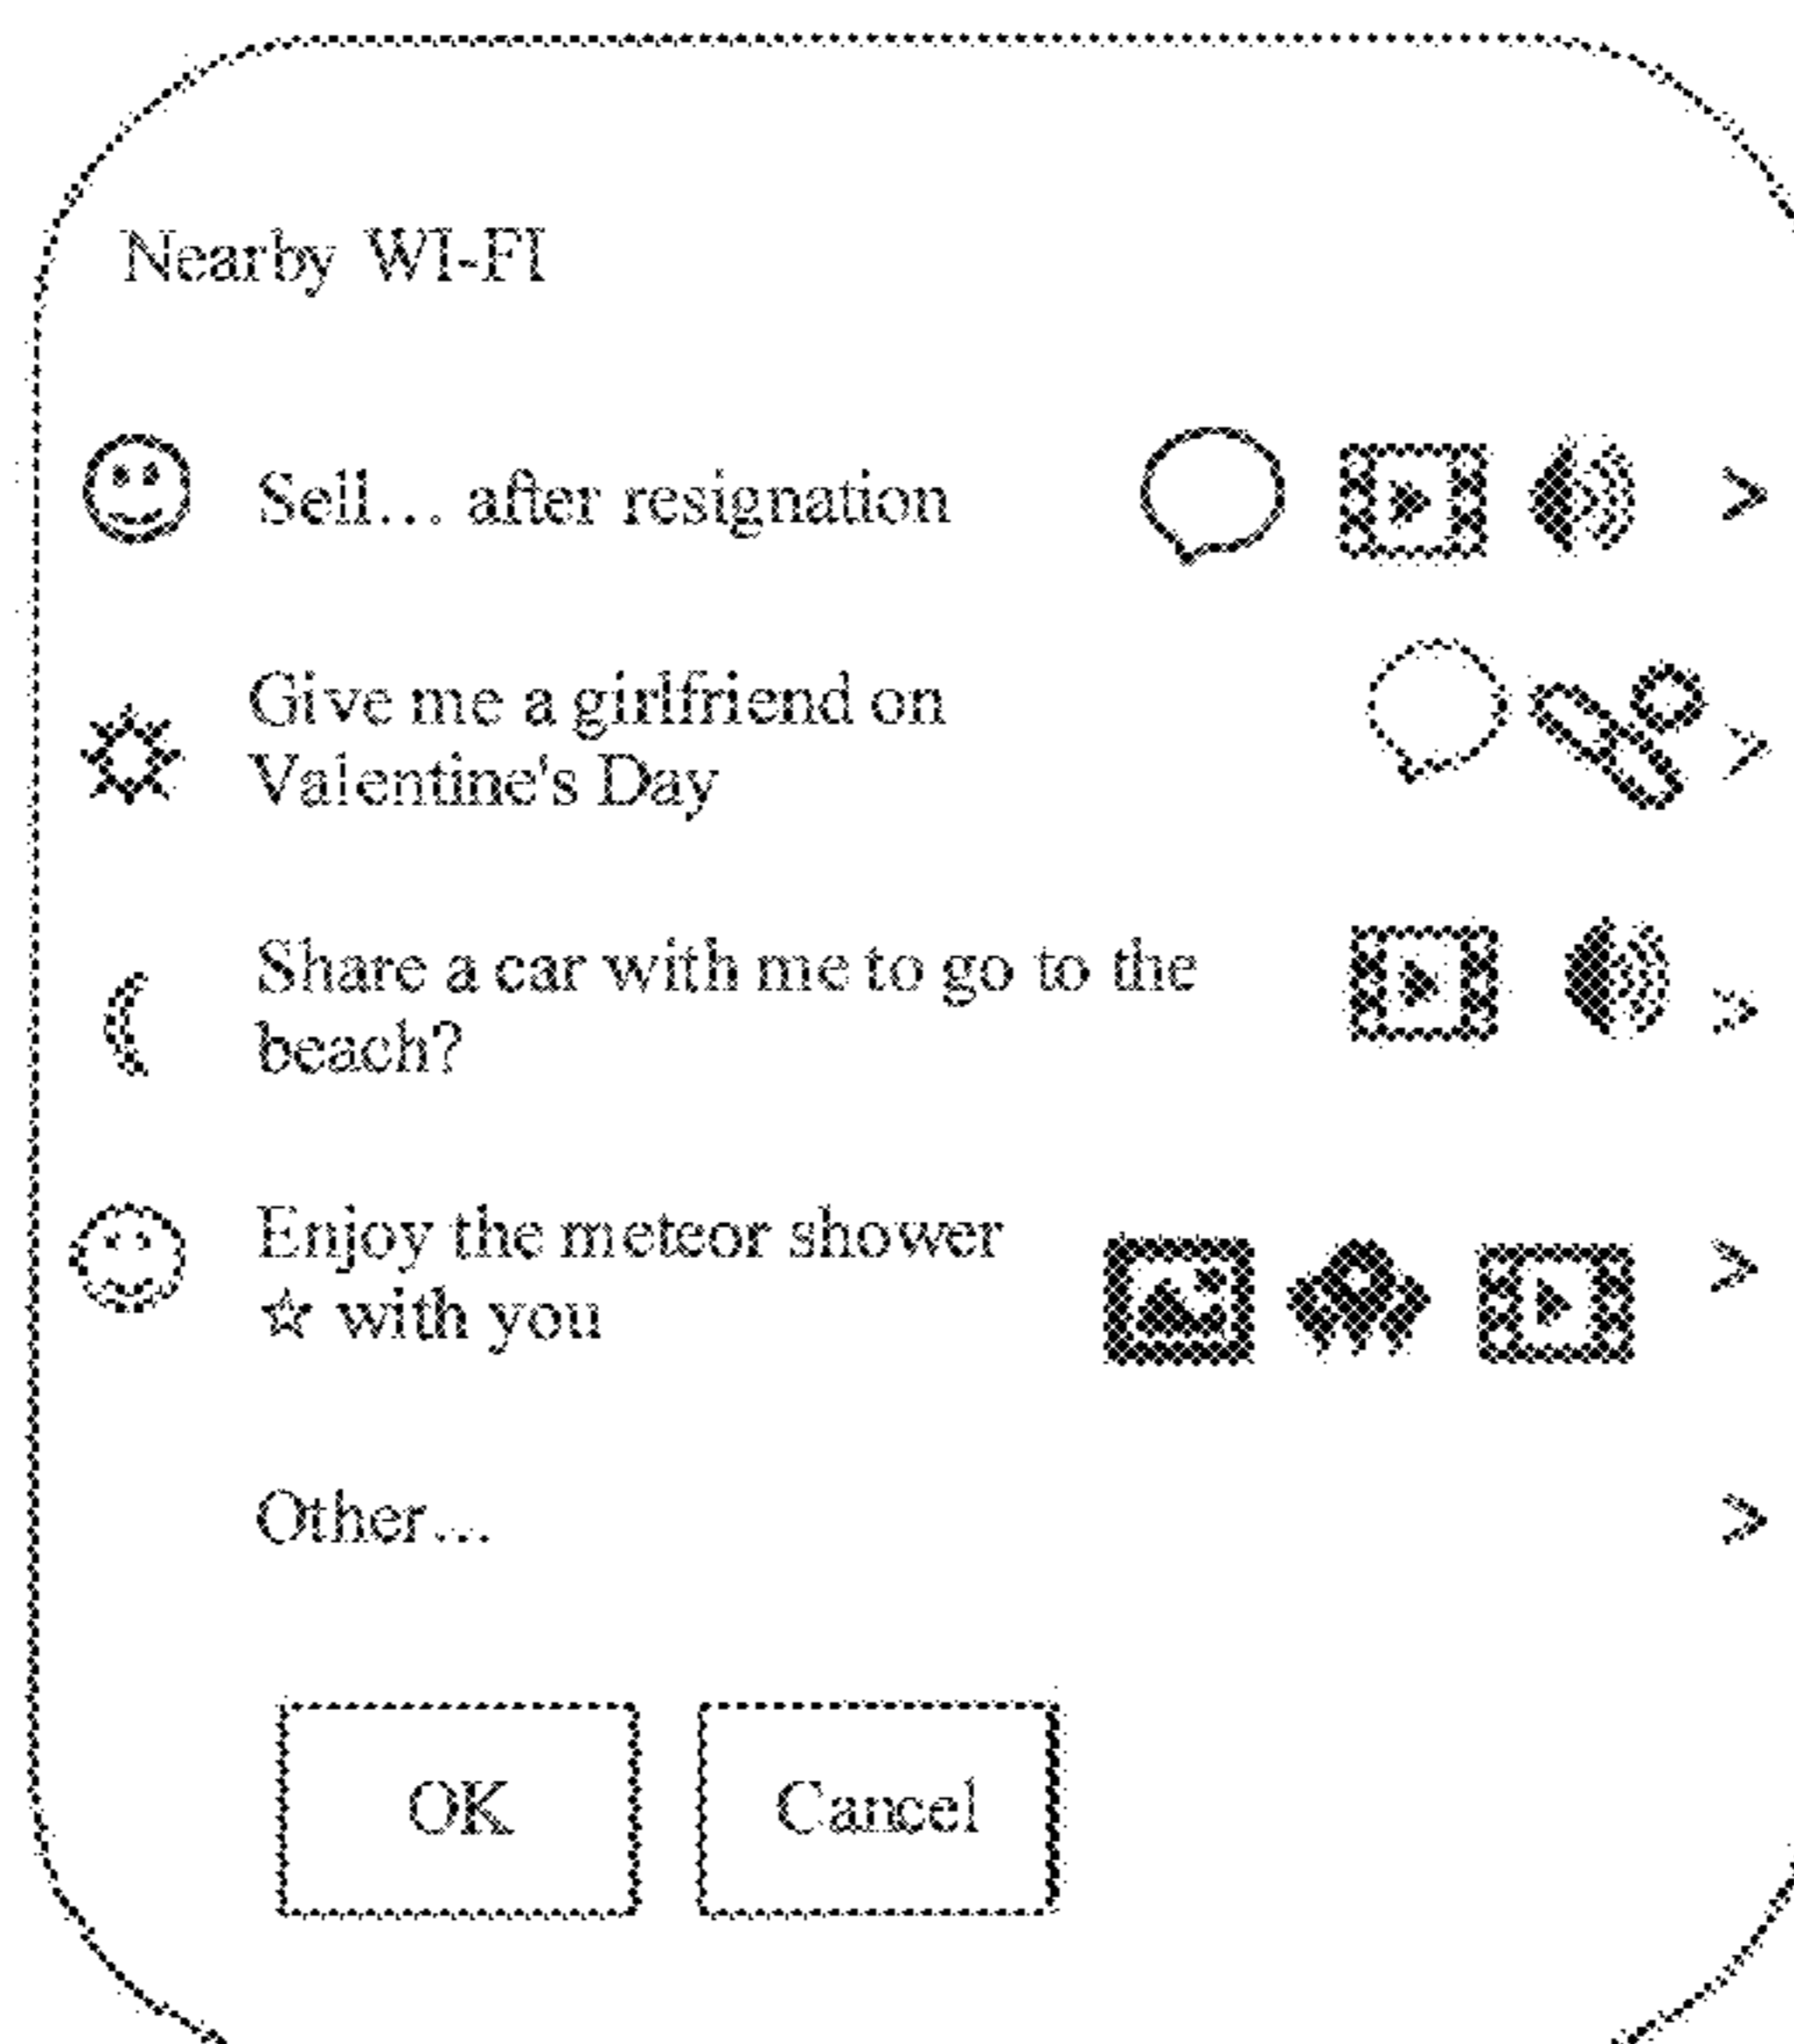 Nearby WI-FI
Sell... after resignation >
Give me a girlfriend on
Valentine's Day >
Share a car with me to go to the
beach? >
Enjoy the meteor shower >
☆ with you
Other... >
OK Cancel